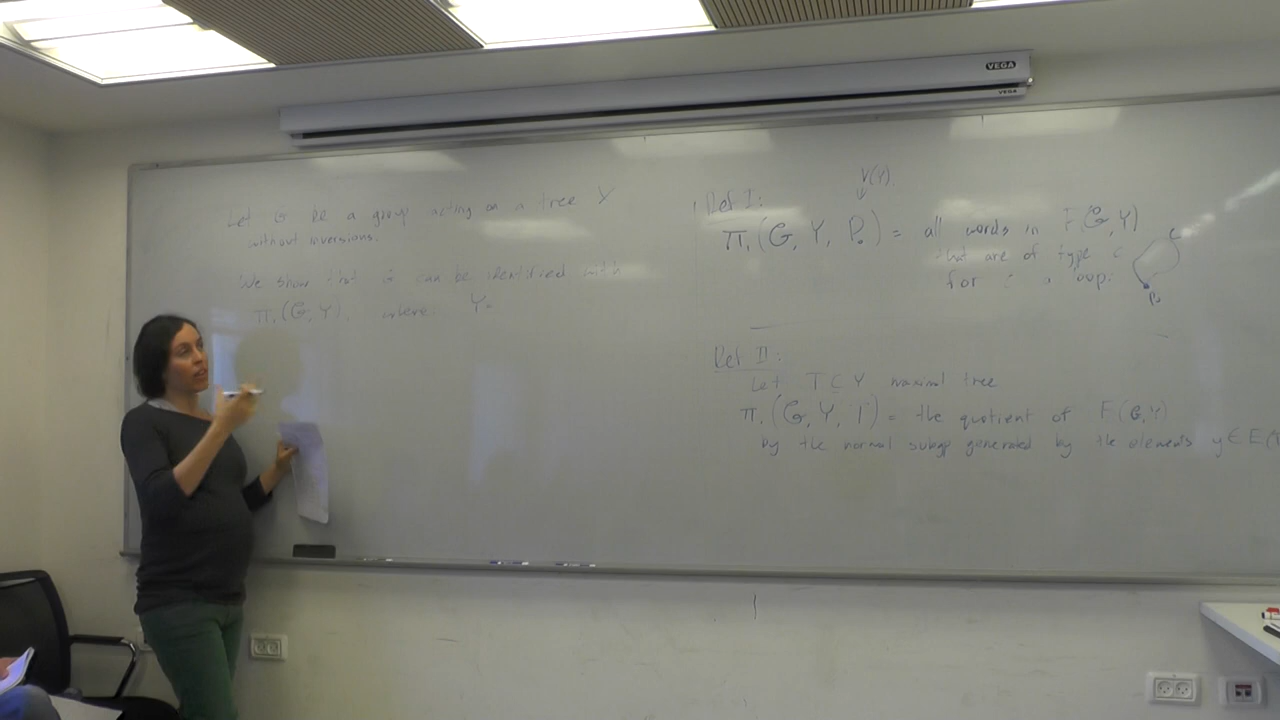 VEGA
VEGA
Let G be a group acting on a tree X
without inversions.
We show that it can be identified with
π₁(G, Y), where Y=
Def I:
V(Y).
π₁(G, Y, P₀) = all words in F(G, Y)
that are of type c
for c a loop.
c
P₀
Def II:
Let T ⊂ Y maximal tree
π₁(G, Y, T) = the quotient of F(G, Y)
by the normal subgp generated by the elements y ∈ E(